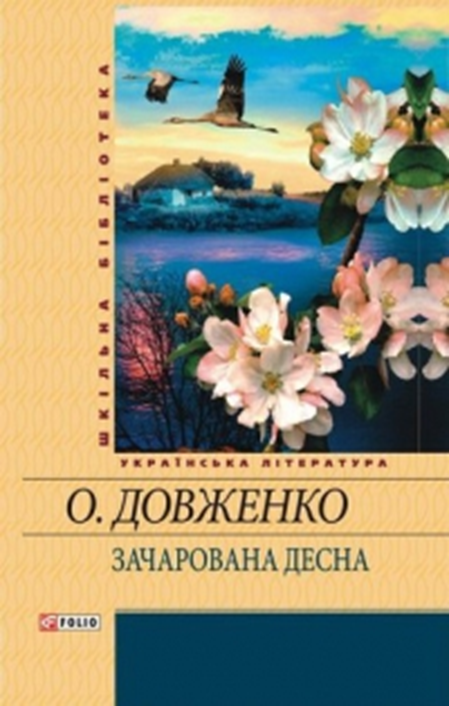 ШКІЛЬНА БІБЛІОТЕКА
УКРАЇНСЬКА ЛІТЕРАТУРА
О. ДОВЖЕНКО
ЗАЧАРОВАНА ДЕСНА
FOLIO